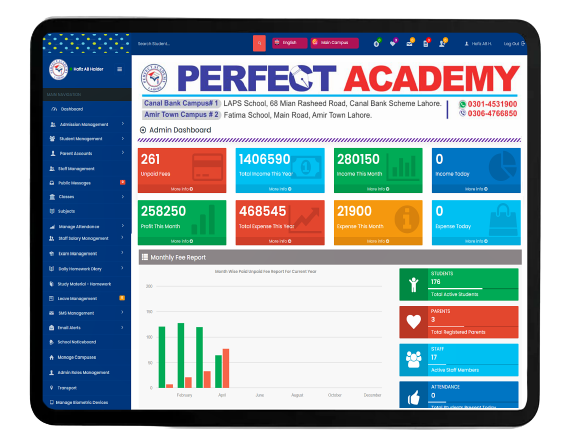 Search Student..
English
Main Campus
Hafiz Ali H.
Log Out
Hafiz Ali Haider
MAIN NAVIGATION
Dashboard
Admission Management
Student Management
Parent Accounts
Staff Management
Public Messages
Classes
Subjects
Manage Attendance
Staff Salary Management
Exam Management
Daily Homework Diary
Study Material - Homework
Leave Management
SMS Management
Email Alerts
School Noticeboard
Manage Campuses
Admin Roles Management
Transport
Manage Biometric Devices
PERFECT ACADEMY
Canal Bank Campus# 1 LAPS School, 68 Mian Rasheed Road, Canal Bank Scheme Lahore.
0301-4531900
Amir Town Campus # 2 Fatima School, Main Road, Amir Town Lahore.
0306-4766850
Admin Dashboard
261
Unpaid Fees
More info
1406590
Total Income This Year
More info
280150
Income This Month
More info
0
Income Today
More info
258250
Profit This Month
More info
468545
Total Expense This Year
More info
21900
Expense This Month
More info
0
Expense Today
More info
Monthly Fee Report
Month Wise Paid Unpaid Fee Report For Current Year
200
150
100
50
0
February
April
June
August
October
December
STUDENTS
176
Total Active Students
PARENTS
3
Total Registered Parents
STAFF
17
Active Staff Members
ATTENDANCE
0
Total Students Present Today